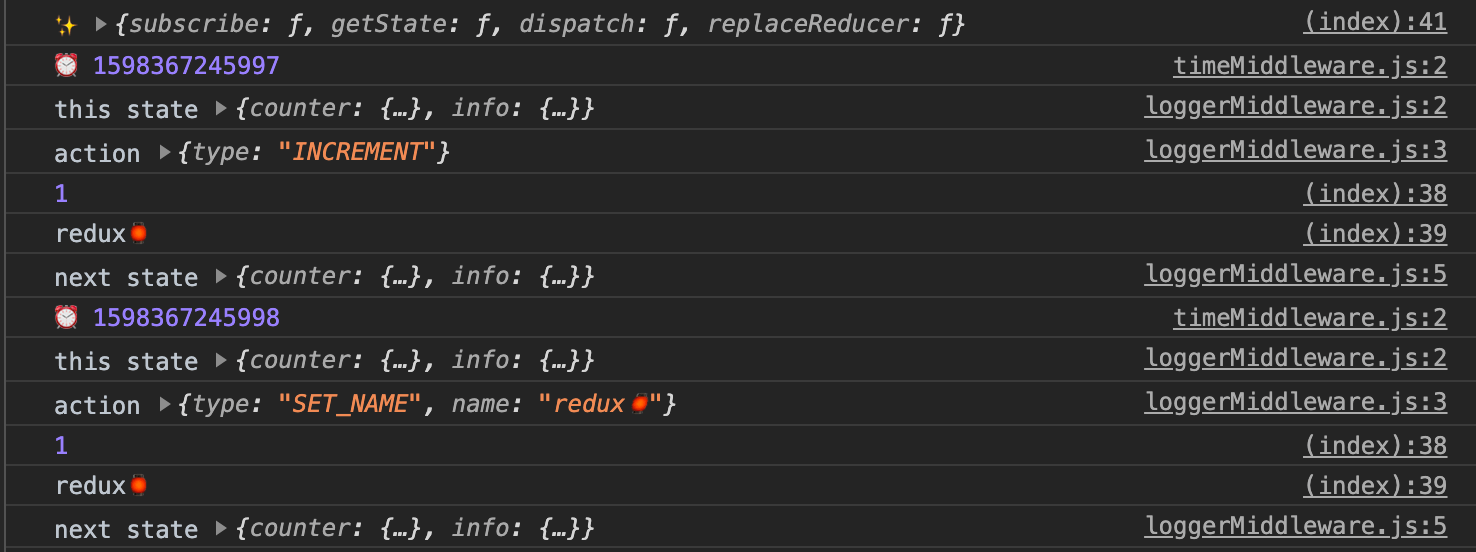 ✨ ▶{subscribe: ƒ, getState: ƒ, dispatch: ƒ, replaceReducer: ƒ} (index):41
⏰ 1598367245997 timeMiddleware.js:2
this state ▶{counter: {…}, info: {…}} loggerMiddleware.js:2
action ▶{type: "INCREMENT"} loggerMiddleware.js:3
1 (index):38
redux🏮 (index):39
next state ▶{counter: {…}, info: {…}} loggerMiddleware.js:5
⏰ 1598367245998 timeMiddleware.js:2
this state ▶{counter: {…}, info: {…}} loggerMiddleware.js:2
action ▶{type: "SET_NAME", name: "redux🏮"} loggerMiddleware.js:3
1 (index):38
redux🏮 (index):39
next state ▶{counter: {…}, info: {…}} loggerMiddleware.js:5